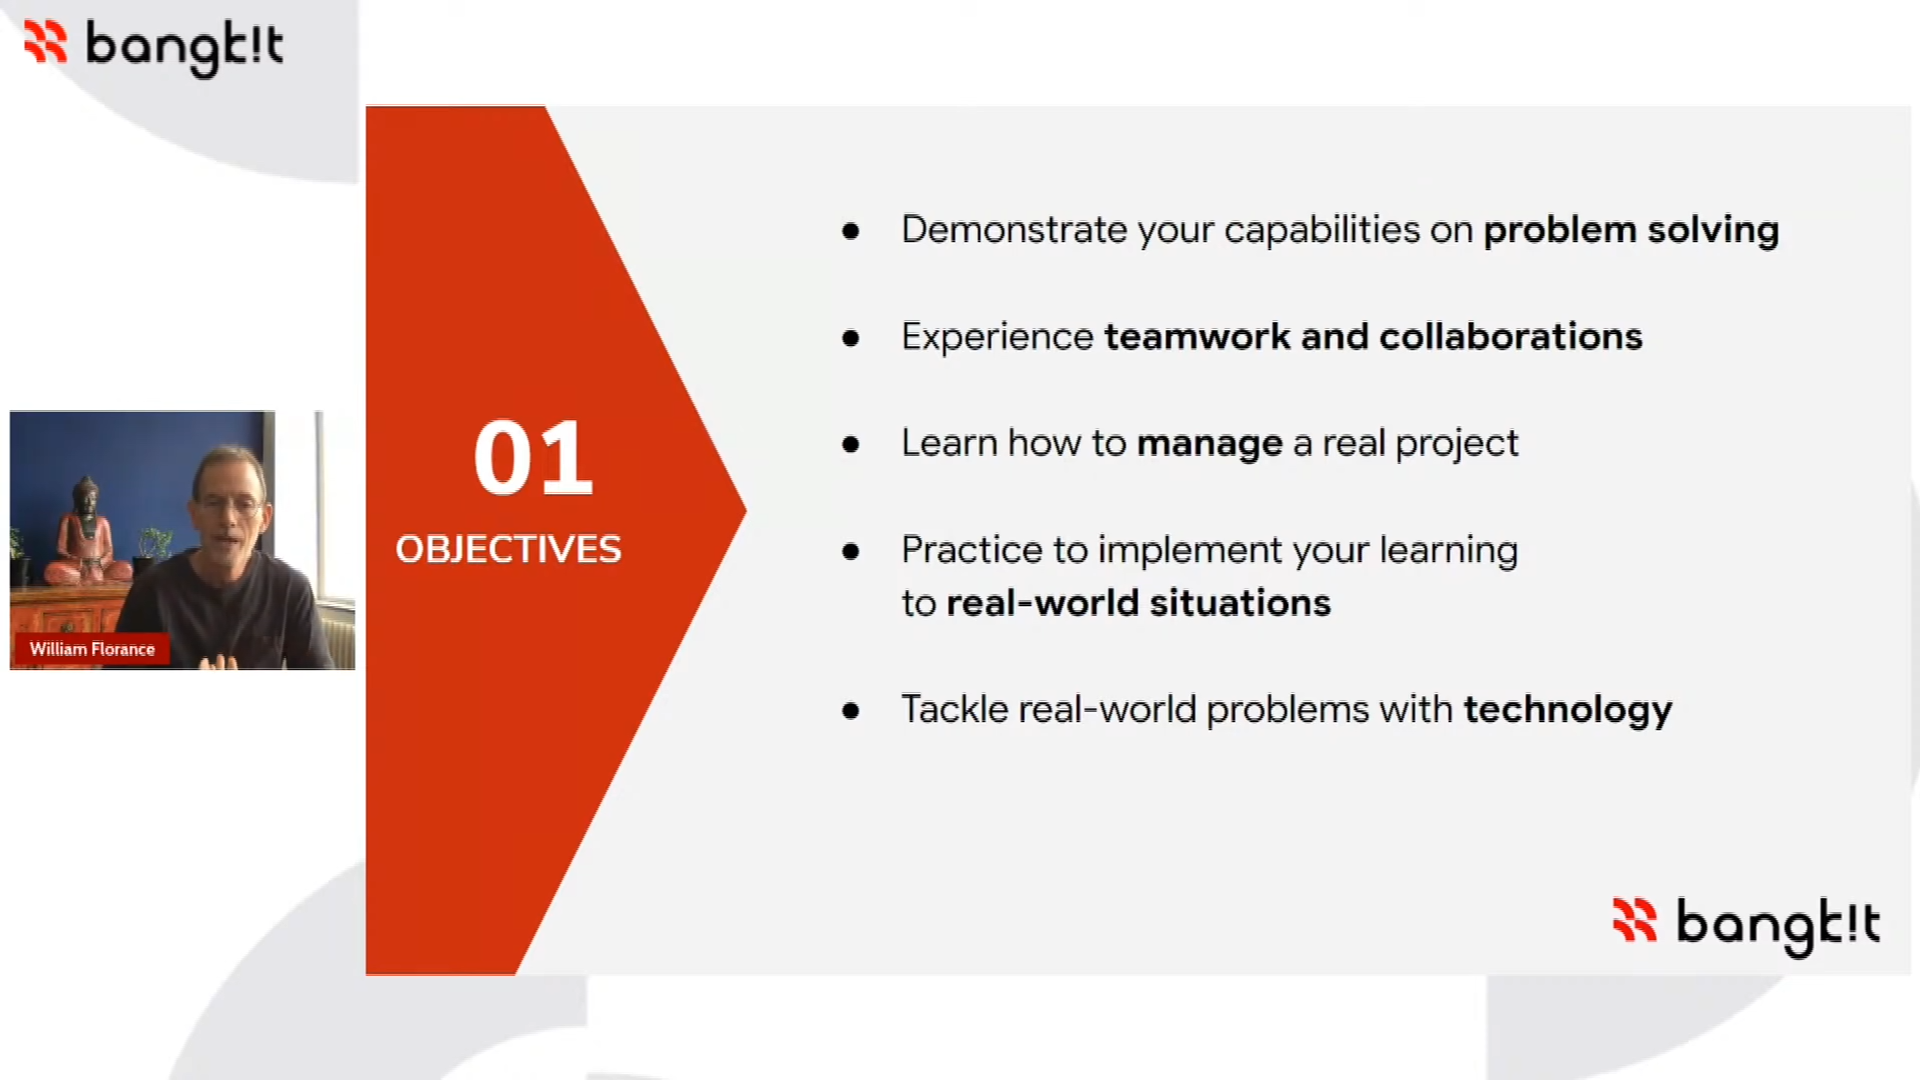 bangk!t
01
OBJECTIVES
● Demonstrate your capabilities on problem solving
● Experience teamwork and collaborations
● Learn how to manage a real project
● Practice to implement your learning
to real-world situations
● Tackle real-world problems with technology
William Florance
bangk!t